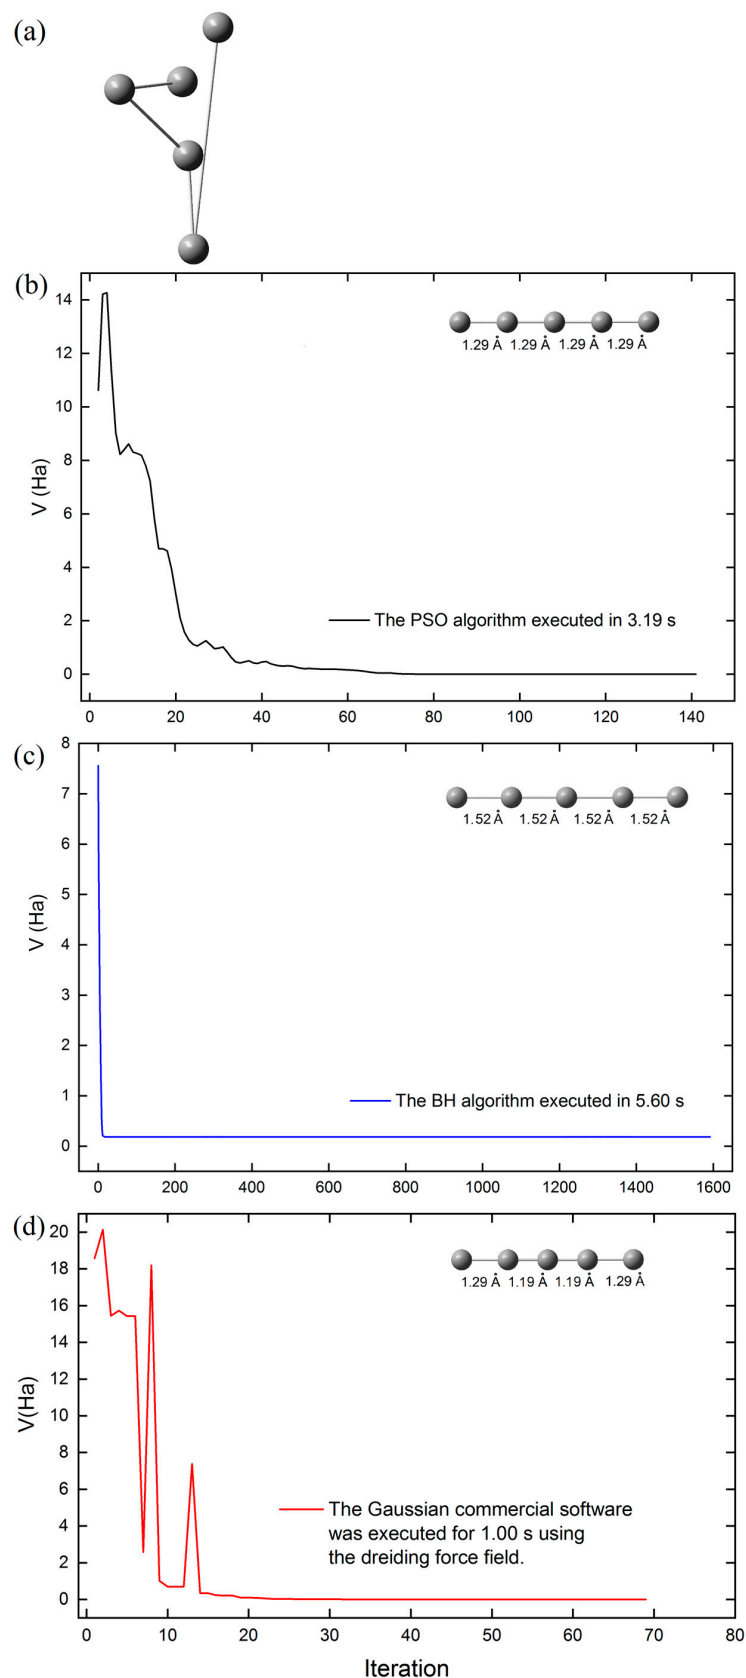 (a)
(b)
14
12
10
8
6
4
2
0
V (Ha)
1.29 Å 1.29 Å 1.29 Å 1.29 Å
The PSO algorithm executed in 3.19 s
0 20 40 60 80 100 120 140
(c)
8
7
6
5
4
3
2
1
0
V (Ha)
1.52 Å 1.52 Å 1.52 Å 1.52 Å
The BH algorithm executed in 5.60 s
0 200 400 600 800 1000 1200 1400 1600
(d)
20
18
16
14
12
10
8
6
4
2
0
V(Ha)
1.29 Å 1.19 Å 1.19 Å 1.29 Å
The Gaussian commercial software
was executed for 1.00 s using
the dreiding force field.
0 10 20 30 40 50 60 70 80
Iteration